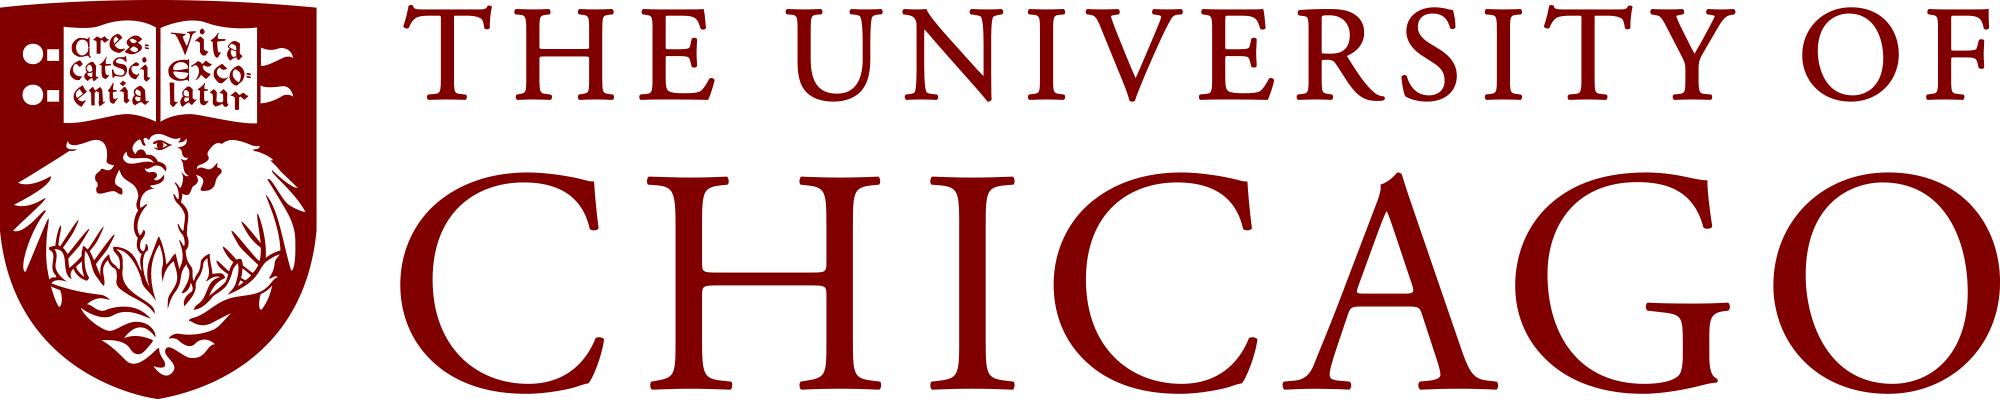 Cres-
catSci
entia
Vita
Exco-
latur
THE UNIVERSITY OF
CHICAGO